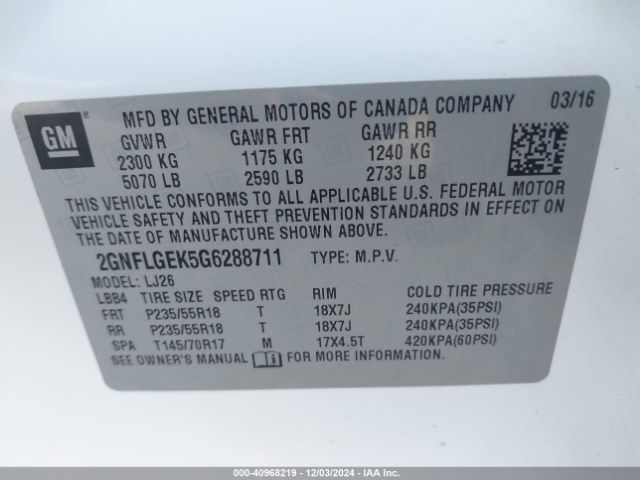 MFD BY GENERAL MOTORS OF CANADA COMPANY 03/16
GM ®
GVWR GAWR FRT GAWR RR
2300 KG 1175 KG 1240 KG
5070 LB 2590 LB 2733 LB
THIS VEHICLE CONFORMS TO ALL APPLICABLE U.S. FEDERAL MOTOR
VEHICLE SAFETY AND THEFT PREVENTION STANDARDS IN EFFECT ON
THE DATE OF MANUFACTURE SHOWN ABOVE.
2GNFLGEK5G6288711 TYPE: M.P.V.
MODEL: LJ26
LBB4 TIRE SIZE SPEED RTG RIM COLD TIRE PRESSURE
FRT P235/55R18 T 18X7J 240KPA(35PSI)
RR P235/55R18 T 18X7J 240KPA(35PSI)
SPA T145/70R17 M 17X4.5T 420KPA(60PSI)
SEE OWNER'S MANUAL FOR MORE INFORMATION
000-40968219 - 12/03/2024 - IAA Inc.